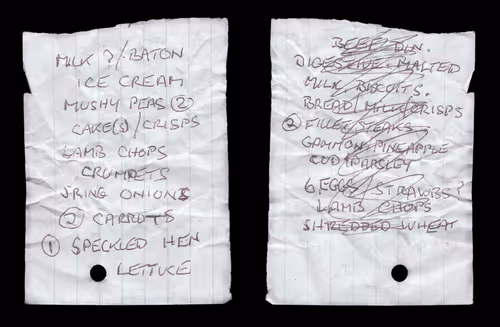 MILK ?/. BATON
ICE CREAM
MUSHY PEAS (2)
CAKE(S) / CRISPS
LAMB CHOPS
CRUMPETS
S.RING ONIONS
(2) CARROTS
(1) SPECKLED HEN
LETTUCE
BEEF DIN.
DIGESTIVE. MALTED
MILK. BISCUITS.
BREAD / MILK / CRISPS
(2) FILLET STEAKS
GAMMON / PINEAPPLE
COD / PARSLEY
6 EGGS / STRAWBS ?
LAMB CHOPS
SHREDDED WHEAT